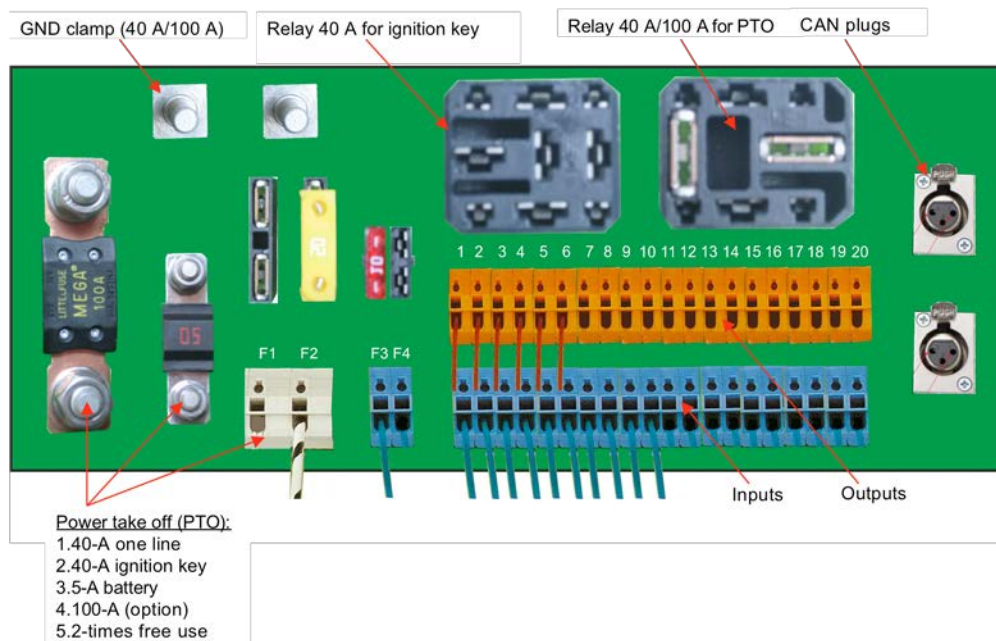 GND clamp (40 A/100 A)
Relay 40 A for ignition key
Relay 40 A/100 A for PTO
CAN plugs
LITTELFUSE
MEGA®
100A
1 2 3 4 5 6 7 8 9 10 11 12 13 14 15 16 17 18 19 20
F1 F2 F3 F4
Inputs
Outputs
Power take off (PTO):
1.40-A one line
2.40-A ignition key
3.5-A battery
4.100-A (option)
5.2-times free use